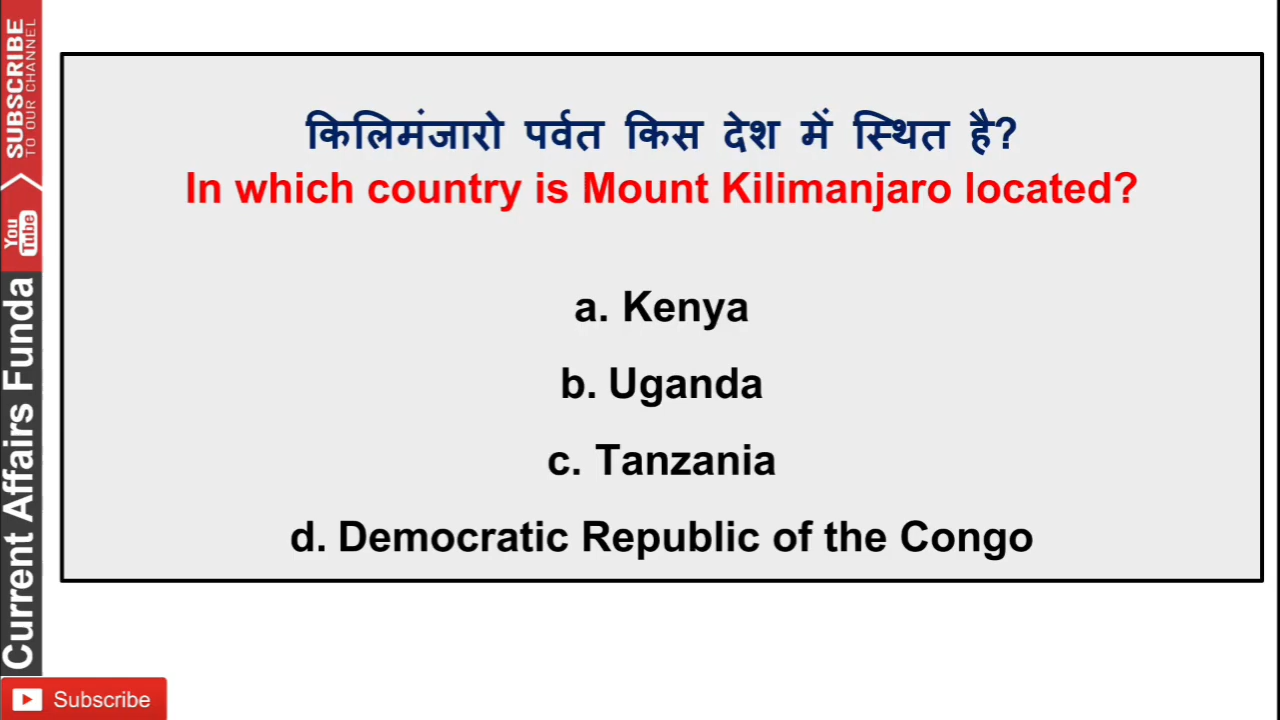 किलिमंजारो पर्वत किस देश में स्थित है?
In which country is Mount Kilimanjaro located?
a. Kenya
b. Uganda
c. Tanzania
d. Democratic Republic of the Congo
SUBSCRIBE
TO OUR CHANNEL
You
Tube
Current Affairs Funda
Subscribe